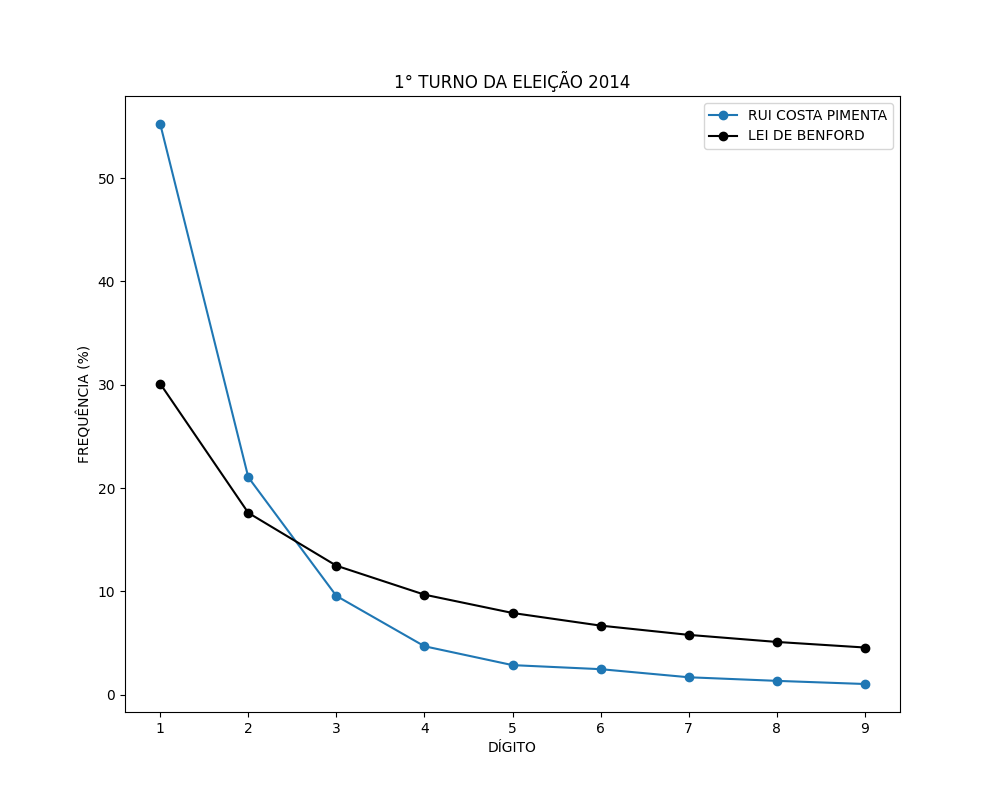 1° TURNO DA ELEIÇÃO 2014
RUI COSTA PIMENTA
LEI DE BENFORD
FREQUÊNCIA (%)
50
40
30
20
10
0
1 2 3 4 5 6 7 8 9
DÍGITO